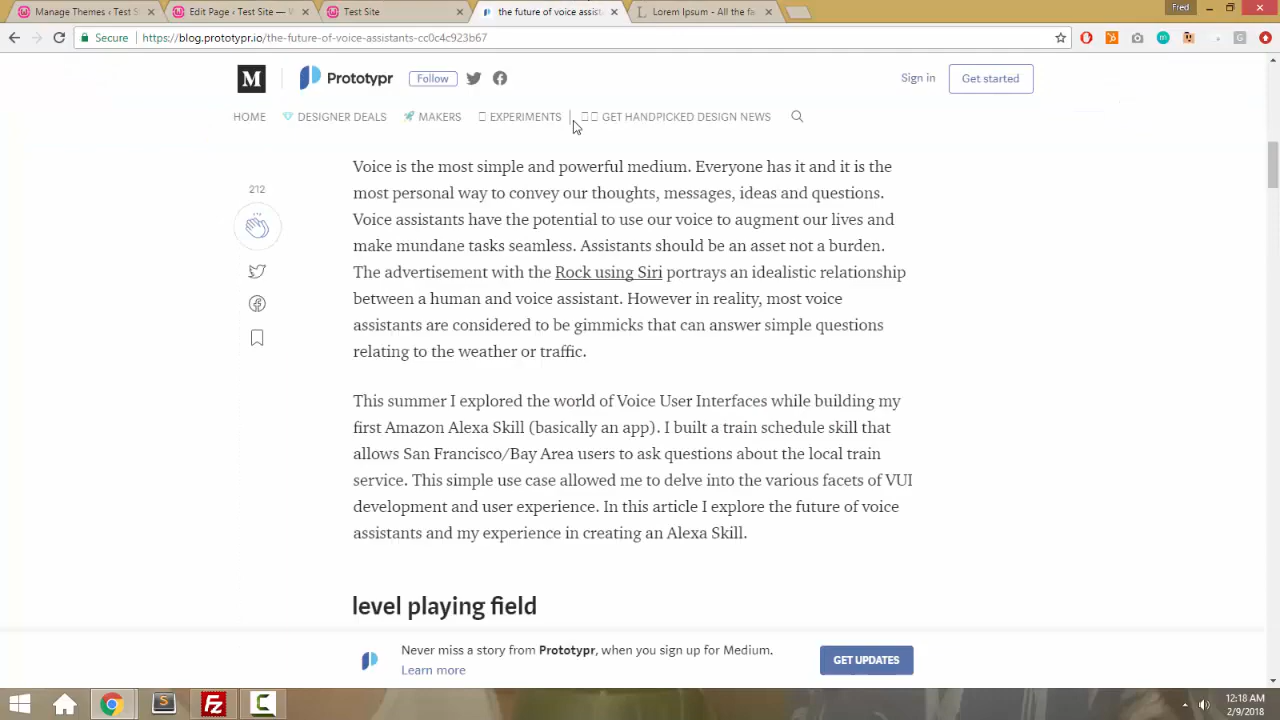 Manage Themes ‹ Test Si
Edit Page ‹ Test Site — W
Test Site
the future of voice assist
Lorem Ipsum - All the fa
Fred
Secure
https://blog.prototypr.io/the-future-of-voice-assistants-cc0c4c923b67
M
Prototypr
Follow
Sign in
Get started
HOME
DESIGNER DEALS
MAKERS
EXPERIMENTS
GET HANDPICKED DESIGN NEWS
212
Voice is the most simple and powerful medium. Everyone has it and it is the
most personal way to convey our thoughts, messages, ideas and questions.
Voice assistants have the potential to use our voice to augment our lives and
make mundane tasks seamless. Assistants should be an asset not a burden.
The advertisement with the Rock using Siri portrays an idealistic relationship
between a human and voice assistant. However in reality, most voice
assistants are considered to be gimmicks that can answer simple questions
relating to the weather or traffic.
This summer I explored the world of Voice User Interfaces while building my
first Amazon Alexa Skill (basically an app). I built a train schedule skill that
allows San Francisco/Bay Area users to ask questions about the local train
service. This simple use case allowed me to delve into the various facets of VUI
development and user experience. In this article I explore the future of voice
assistants and my experience in creating an Alexa Skill.
level playing field
Never miss a story from Prototypr, when you sign up for Medium.
Learn more
GET UPDATES
12:18 AM
2/9/2018